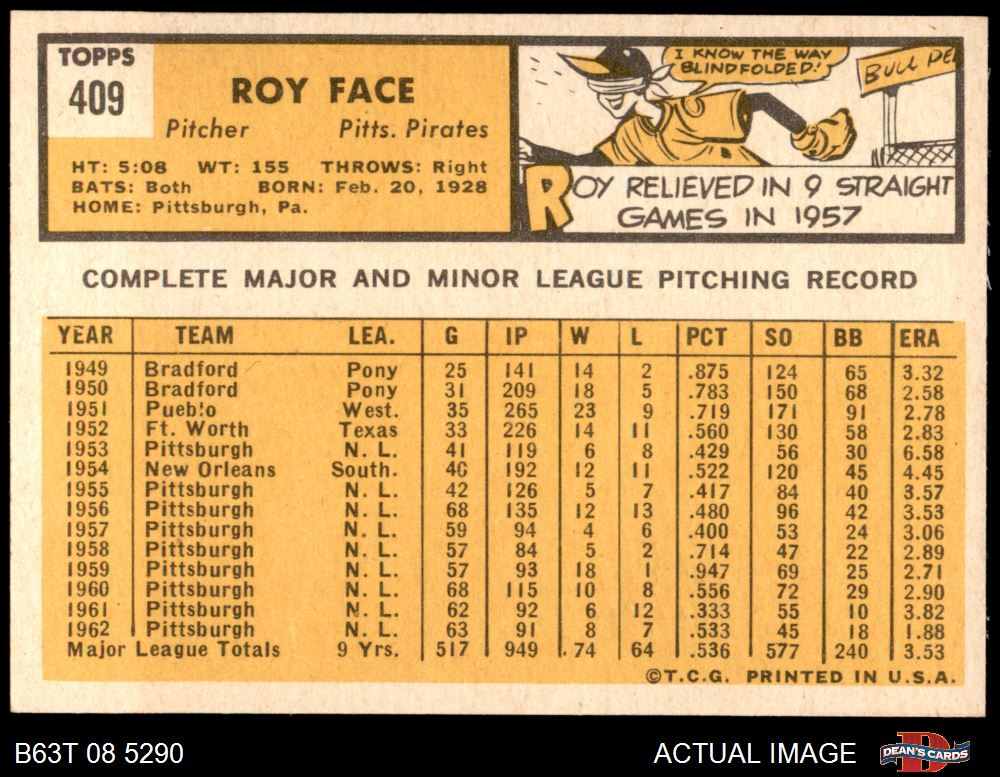 TOPPS
409
ROY FACE
Pitcher Pitts. Pirates
HT: 5:08 WT: 155 THROWS: Right
BATS: Both BORN: Feb. 20, 1928
HOME: Pittsburgh, Pa.
I KNOW THE WAY
BLINDFOLDED!
BULL PE
ROY RELIEVED IN 9 STRAIGHT
GAMES IN 1957
COMPLETE MAJOR AND MINOR LEAGUE PITCHING RECORD
YEAR TEAM LEA. G IP W L PCT SO BB ERA
1949 Bradford Pony 25 141 14 2 .875 124 65 3.32
1950 Bradford Pony 31 209 18 5 .783 150 68 2.58
1951 Pueblo West. 35 265 23 9 .719 171 91 2.78
1952 Ft. Worth Texas 33 226 14 11 .560 130 58 2.83
1953 Pittsburgh N. L. 41 119 6 8 .429 56 30 6.58
1954 New Orleans South. 40 192 12 11 .522 120 45 4.45
1955 Pittsburgh N. L. 42 126 5 7 .417 84 40 3.57
1956 Pittsburgh N. L. 68 135 12 13 .480 96 42 3.53
1957 Pittsburgh N. L. 59 94 4 6 .400 53 24 3.06
1958 Pittsburgh N. L. 57 84 5 2 .714 47 22 2.89
1959 Pittsburgh N. L. 57 93 18 1 .947 69 25 2.71
1960 Pittsburgh N. L. 68 115 10 8 .556 72 29 2.90
1961 Pittsburgh N. L. 62 92 6 12 .333 55 10 3.82
1962 Pittsburgh N. L. 63 91 8 7 .533 45 18 1.88
Major League Totals 9 Yrs. 517 949 74 64 .536 577 240 3.53
©T.C.G. PRINTED IN U.S.A.
B63T 08 5290 ACTUAL IMAGE DEAN'S CARDS